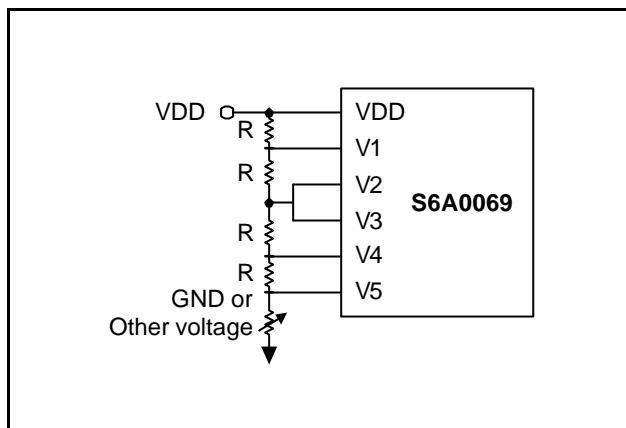 VDD
VDD
R
V1
R
V2
S6A0069
V3
R
V4
R
V5
GND or
Other voltage